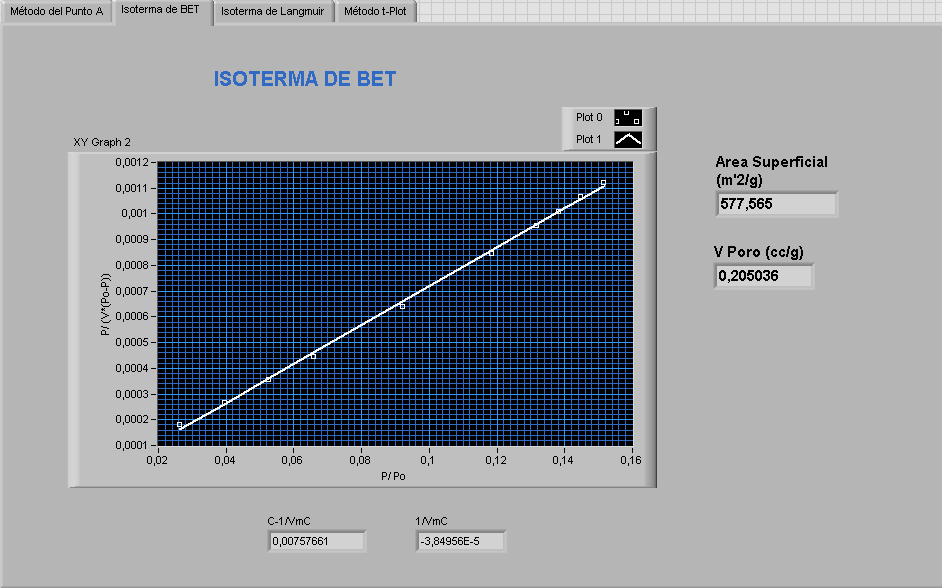 Método del Punto A
Isoterma de BET
Isoterma de Langmuir
Método t-Plot
ISOTERMA DE BET
Plot 0
Plot 1
XY Graph 2
0,0012
0,0011
0,001
0,0009
0,0008
0,0007
0,0006
0,0005
0,0004
0,0003
0,0002
0,0001
P/ (V*(Po-P))
0,02
0,04
0,06
0,08
0,1
0,12
0,14
0,16
P/ Po
Area Superficial
(m'2/g)
577,565
V Poro (cc/g)
0,205036
C-1/VmC
0,00757661
1/VmC
-3,84956E-5